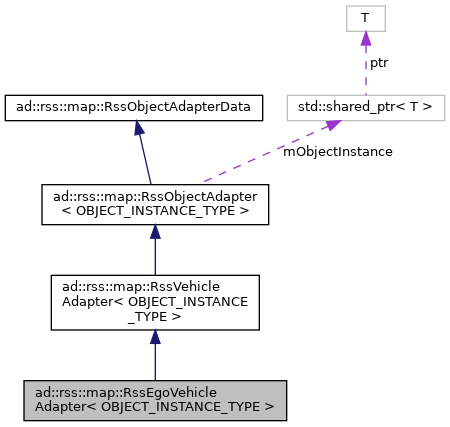 T
ptr
ad::rss::map::RssObjectAdapterData
std::shared_ptr< T >
mObjectInstance
ad::rss::map::RssObjectAdapter
< OBJECT_INSTANCE_TYPE >
ad::rss::map::RssVehicle
Adapter< OBJECT_INSTANCE
_TYPE >
ad::rss::map::RssEgoVehicle
Adapter< OBJECT_INSTANCE_TYPE >